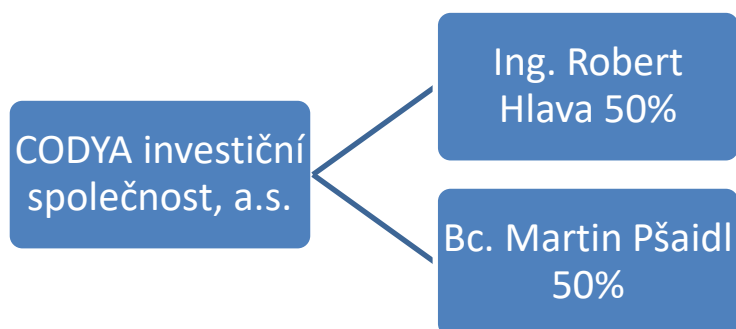 CODYA investiční
společnost, a.s.
Ing. Robert
Hlava 50%
Bc. Martin Pšaidl
50%